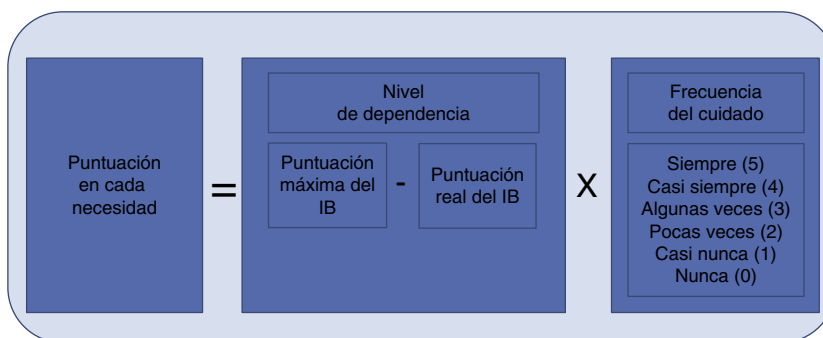 Puntuación
en cada
necesidad
=
Nivel
de dependencia
Puntuación
máxima del
IB
-
Puntuación
real del IB
X
Frecuencia
del cuidado
Siempre (5)
Casi siempre (4)
Algunas veces (3)
Pocas veces (2)
Casi nunca (1)
Nunca (0)